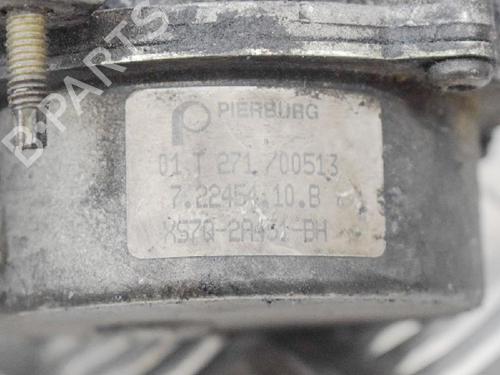 B-PARTS
PIERBURG
01 T 271 /00513
7.22454.10.B
XS7Q-2A451-BH